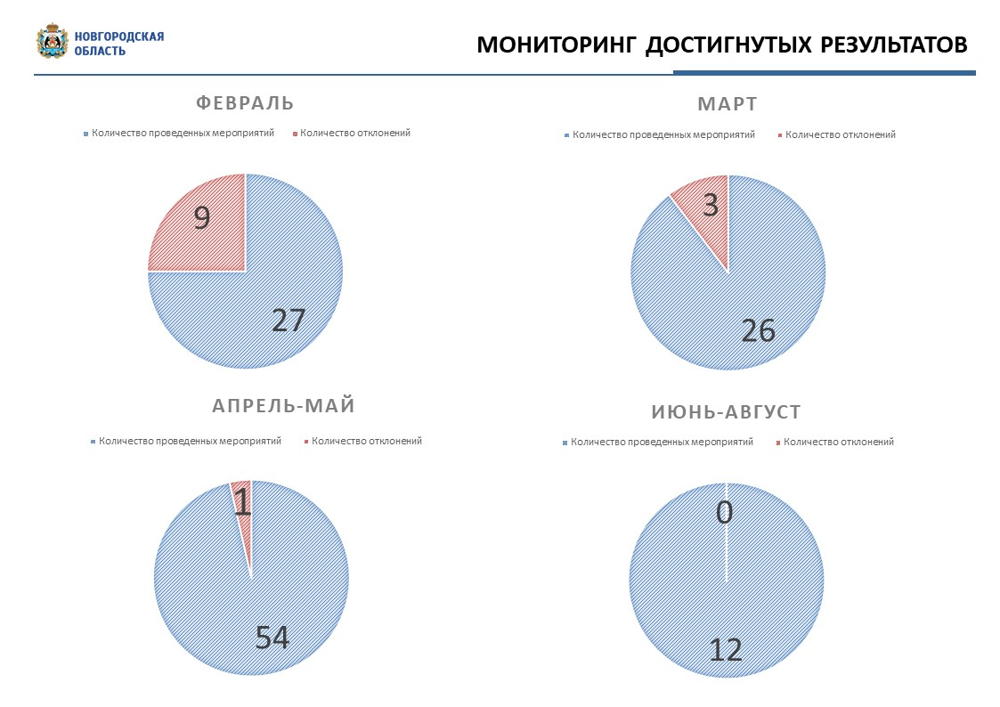 НОВГОРОДСКАЯ
ОБЛАСТЬ
МОНИТОРИНГ ДОСТИГНУТЫХ РЕЗУЛЬТАТОВ
ФЕВРАЛЬ
Количество проведенных мероприятий Количество отклонений
9
27
МАРТ
Количество проведенных мероприятий Количество отклонений
3
26
АПРЕЛЬ-МАЙ
Количество проведенных мероприятий Количество отклонений
1
54
ИЮНЬ-АВГУСТ
Количество проведенных мероприятий Количество отклонений
0
12